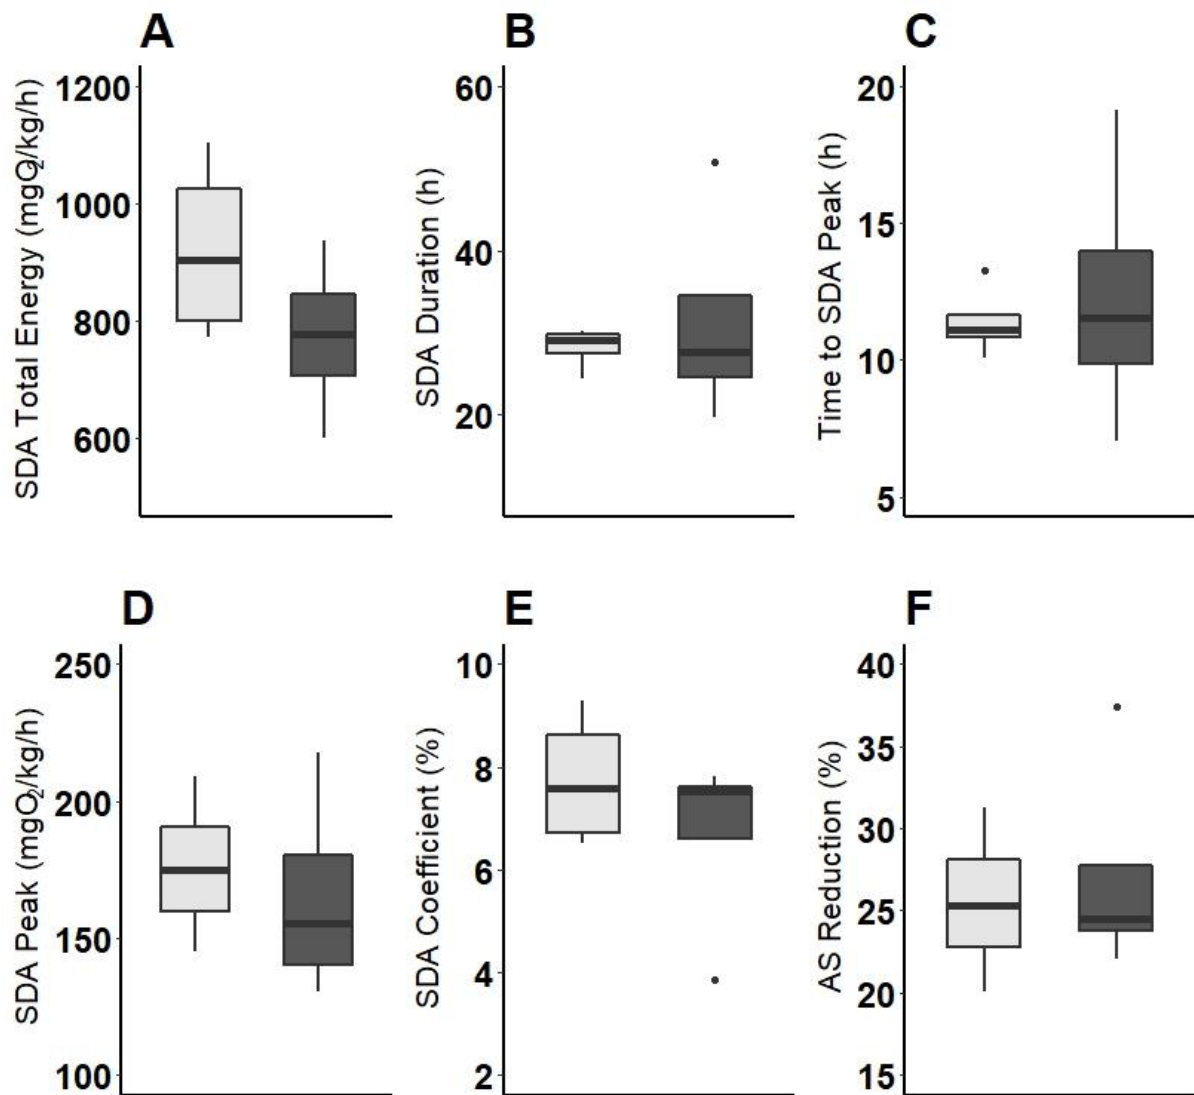 A
SDA Total Energy (mgO2/kg/h)
1200
1000
800
600
B
SDA Duration (h)
60
40
20
C
Time to SDA Peak (h)
20
15
10
5
D
SDA Peak (mgO2/kg/h)
250
200
150
100
E
SDA Coefficient (%)
10
8
6
4
2
F
AS Reduction (%)
40
35
30
25
20
15